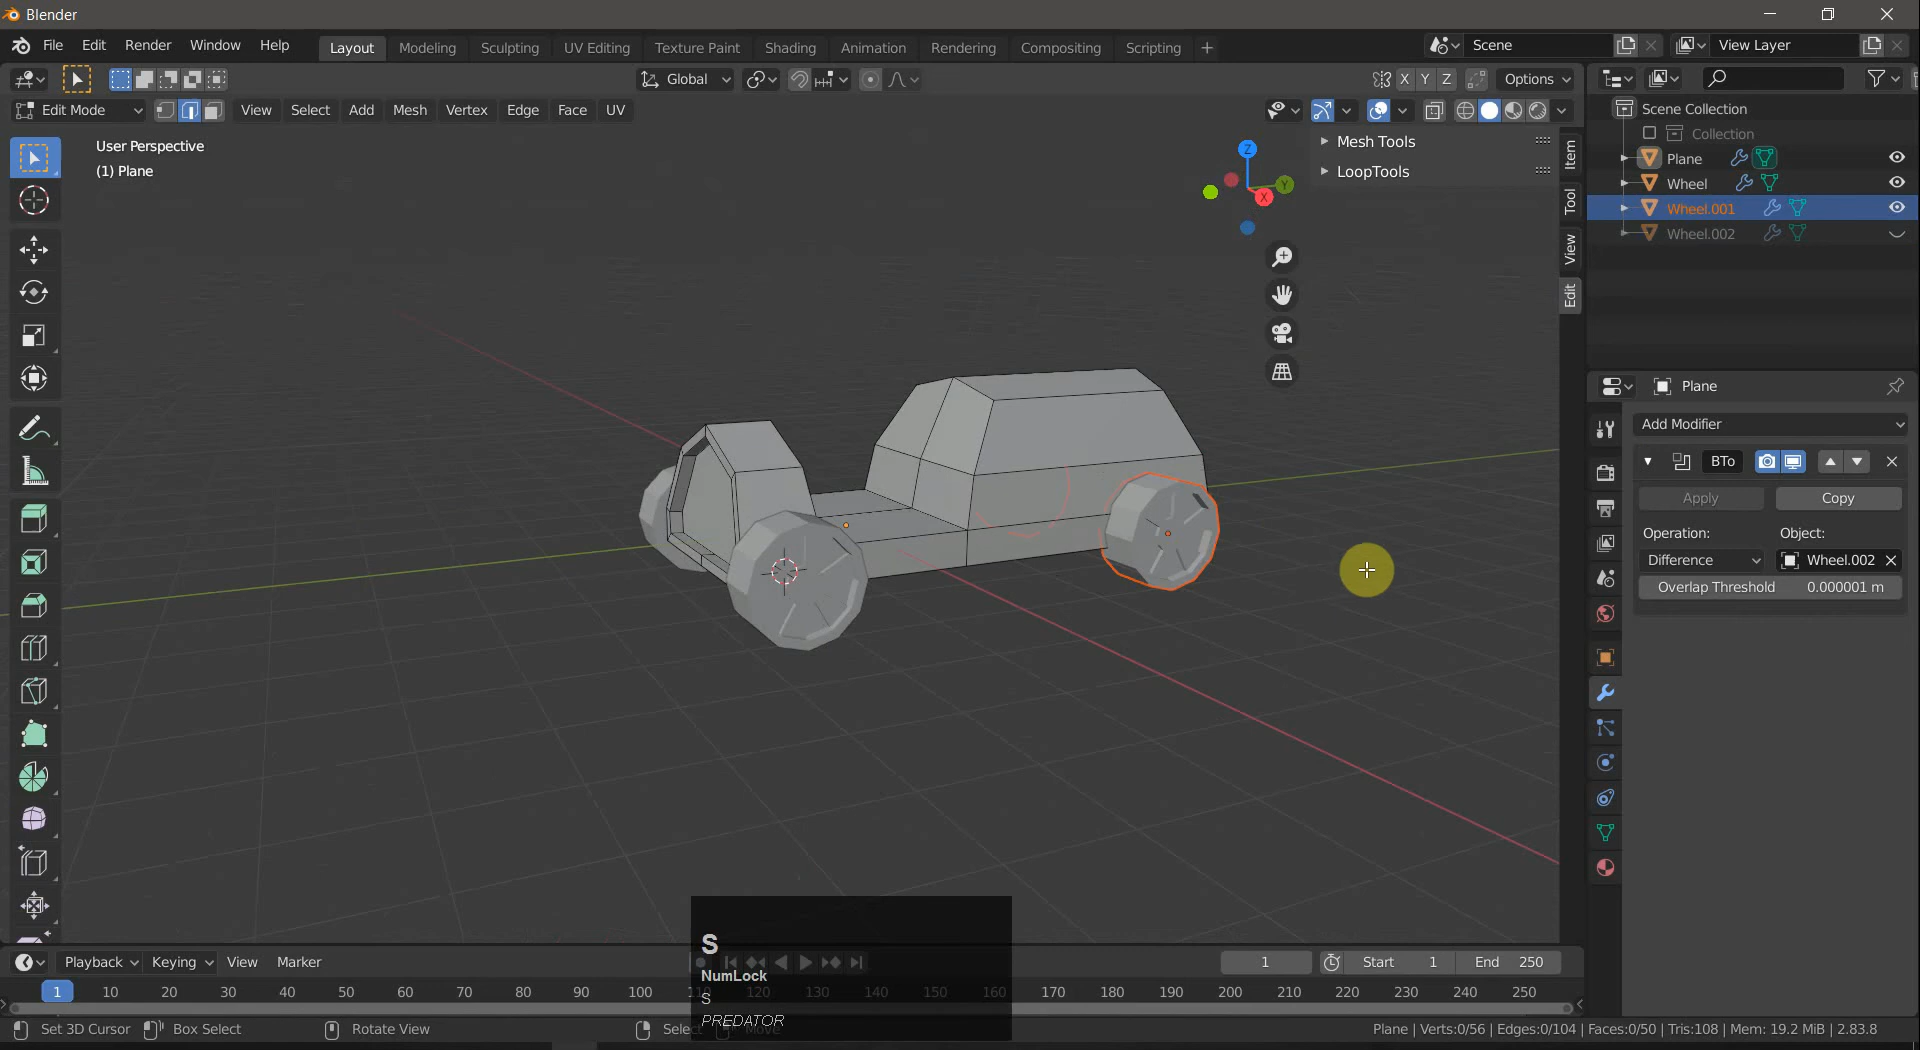 Blender
File Edit Render Window Help Layout Modeling Sculpting UV Editing Texture Paint Shading Animation Rendering Compositing Scripting + Scene View Layer
Global X Y Z Options
Edit Mode View Select Add Mesh Vertex Edge Face UV
User Perspective
(1) Plane
Z
Y
X
Mesh Tools
LoopTools
Item
Tool
View
Edit
Scene Collection
Collection
Plane
Wheel
Wheel.001
Wheel.002
Plane
Add Modifier
BTo
Apply Copy
Operation: Object:
Difference Wheel.002
Overlap Threshold 0.000001 m
S
NumLock
S
PREDATOR
Playback Keying View Marker 1 Start 1 End 250
1 10 20 30 40 50 60 70 80 90 100 110 120 130 140 150 160 170 180 190 200 210 220 230 240 250
Set 3D Cursor Box Select Rotate View Select Move Plane | Verts:0/56 | Edges:0/104 | Faces:0/50 | Tris:108 | Mem: 19.2 MiB | 2.83.8